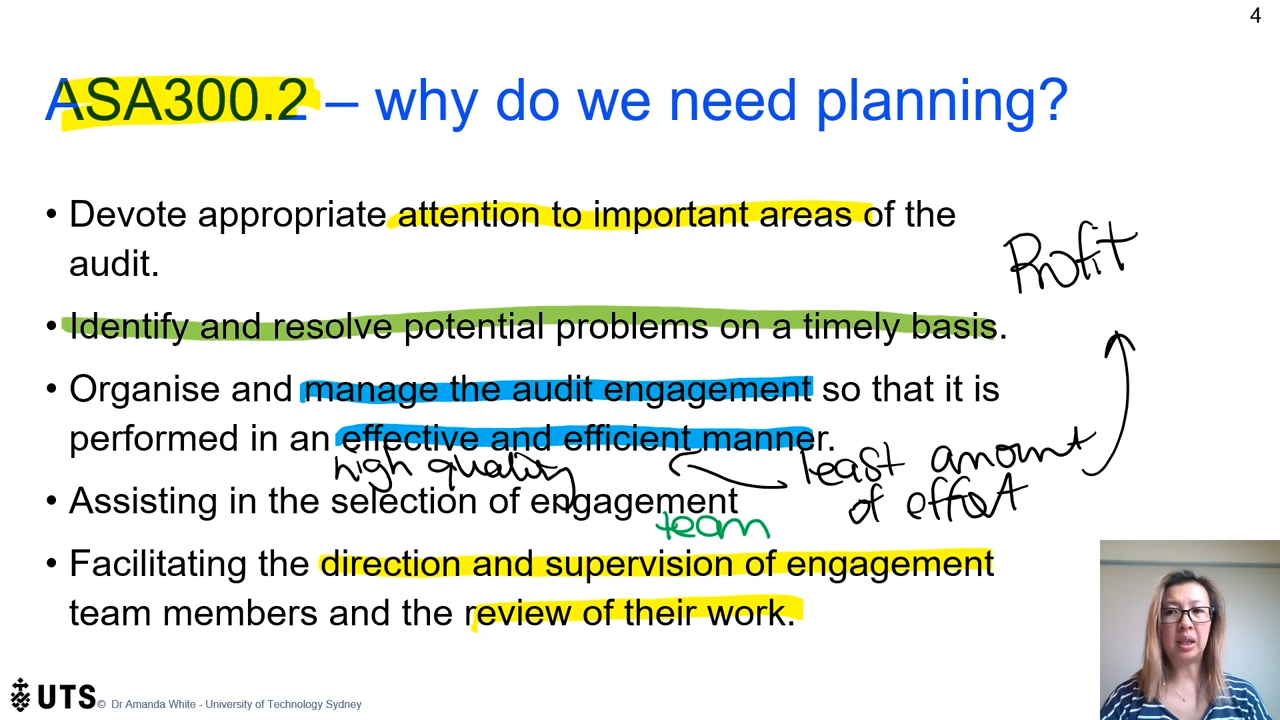 4
ASA300.2 – why do we need planning?
• Devote appropriate attention to important areas of the
audit.
Profit
• Identify and resolve potential problems on a timely basis.
• Organise and manage the audit engagement so that it is
performed in an effective and efficient manner.
high quality
least amount
of effort
• Assisting in the selection of engagement
team
• Facilitating the direction and supervision of engagement
team members and the review of their work.
UTS © Dr Amanda White - University of Technology Sydney